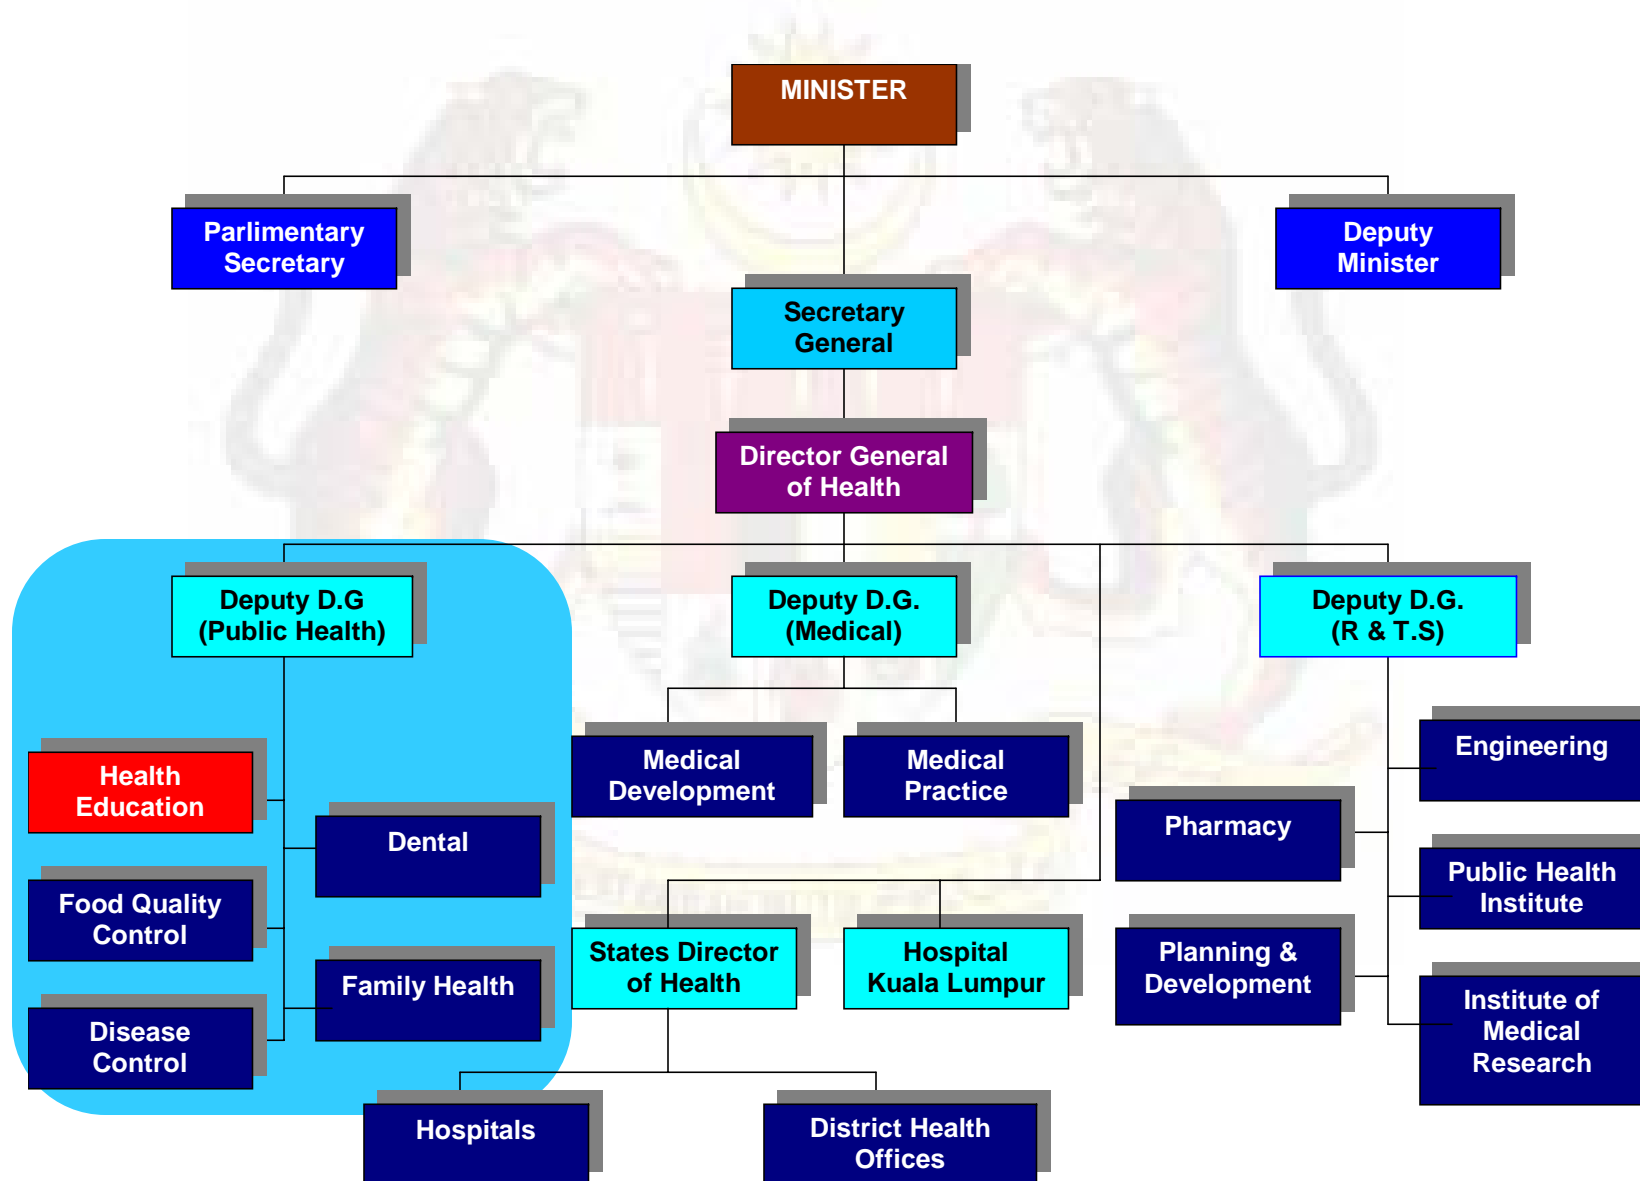 MINISTER
Parlimentary
Secretary
Deputy
Minister
Secretary
General
Director General
of Health
Deputy D.G
(Public Health)
Deputy D.G.
(Medical)
Deputy D.G.
(R & T.S)
Health
Education
Dental
Food Quality
Control
Family Health
Disease
Control
Medical
Development
Medical
Practice
States Director
of Health
Hospital
Kuala Lumpur
Hospitals
District Health
Offices
Engineering
Pharmacy
Public Health
Institute
Planning &
Development
Institute of
Medical
Research